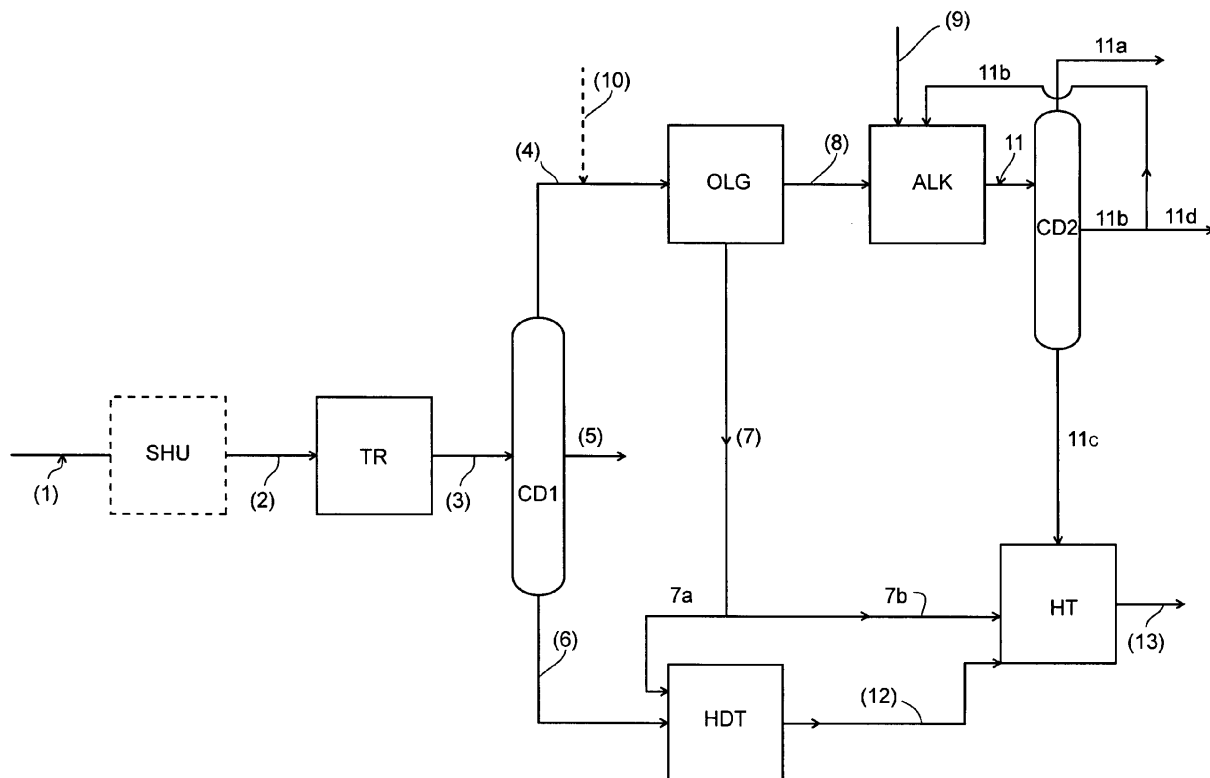 (9)
11a
(10)
11b
(4)
OLG
(8)
ALK
11
CD2
11b
11d
(1)
SHU
(2)
TR
(3)
CD1
(5)
(7)
11c
7a
7b
HT
(13)
(6)
HDT
(12)